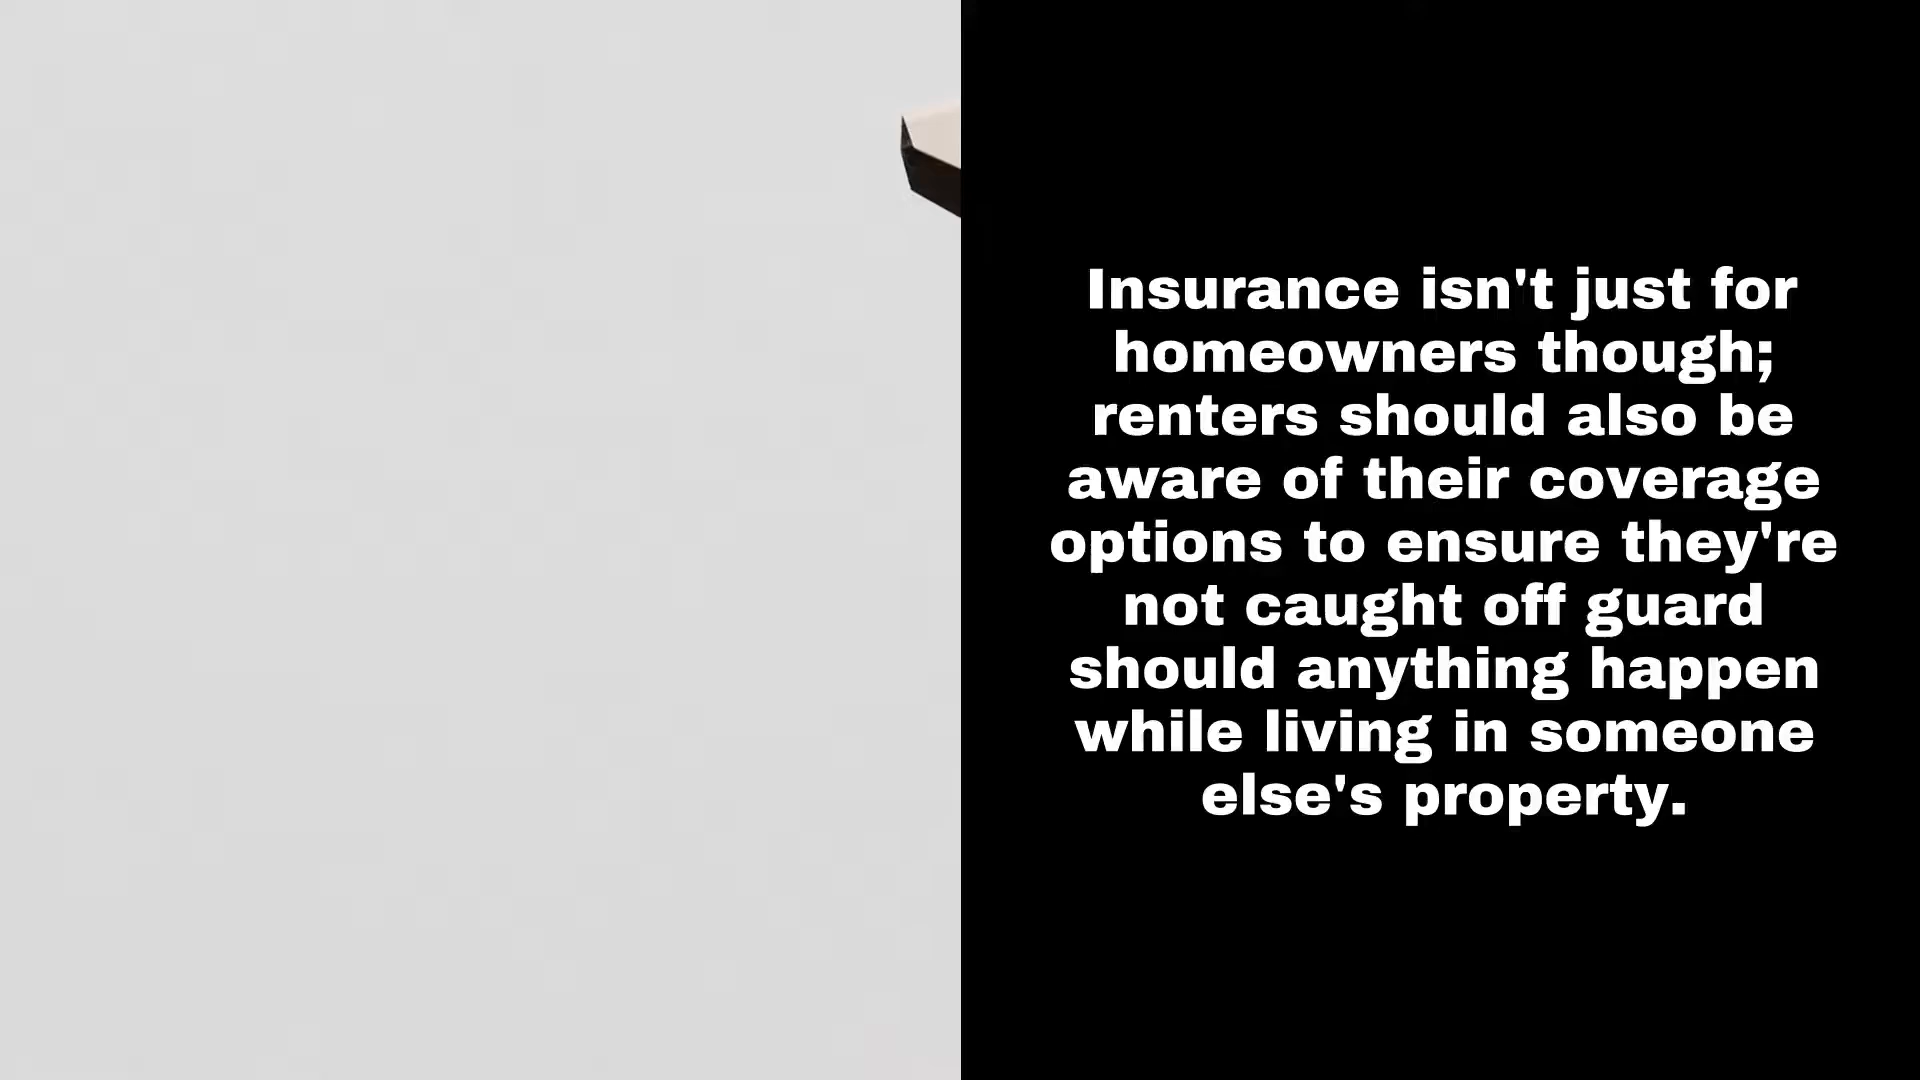 Insurance isn't just for
homeowners though;
renters should also be
aware of their coverage
options to ensure they're
not caught off guard
should anything happen
while living in someone
else's property.